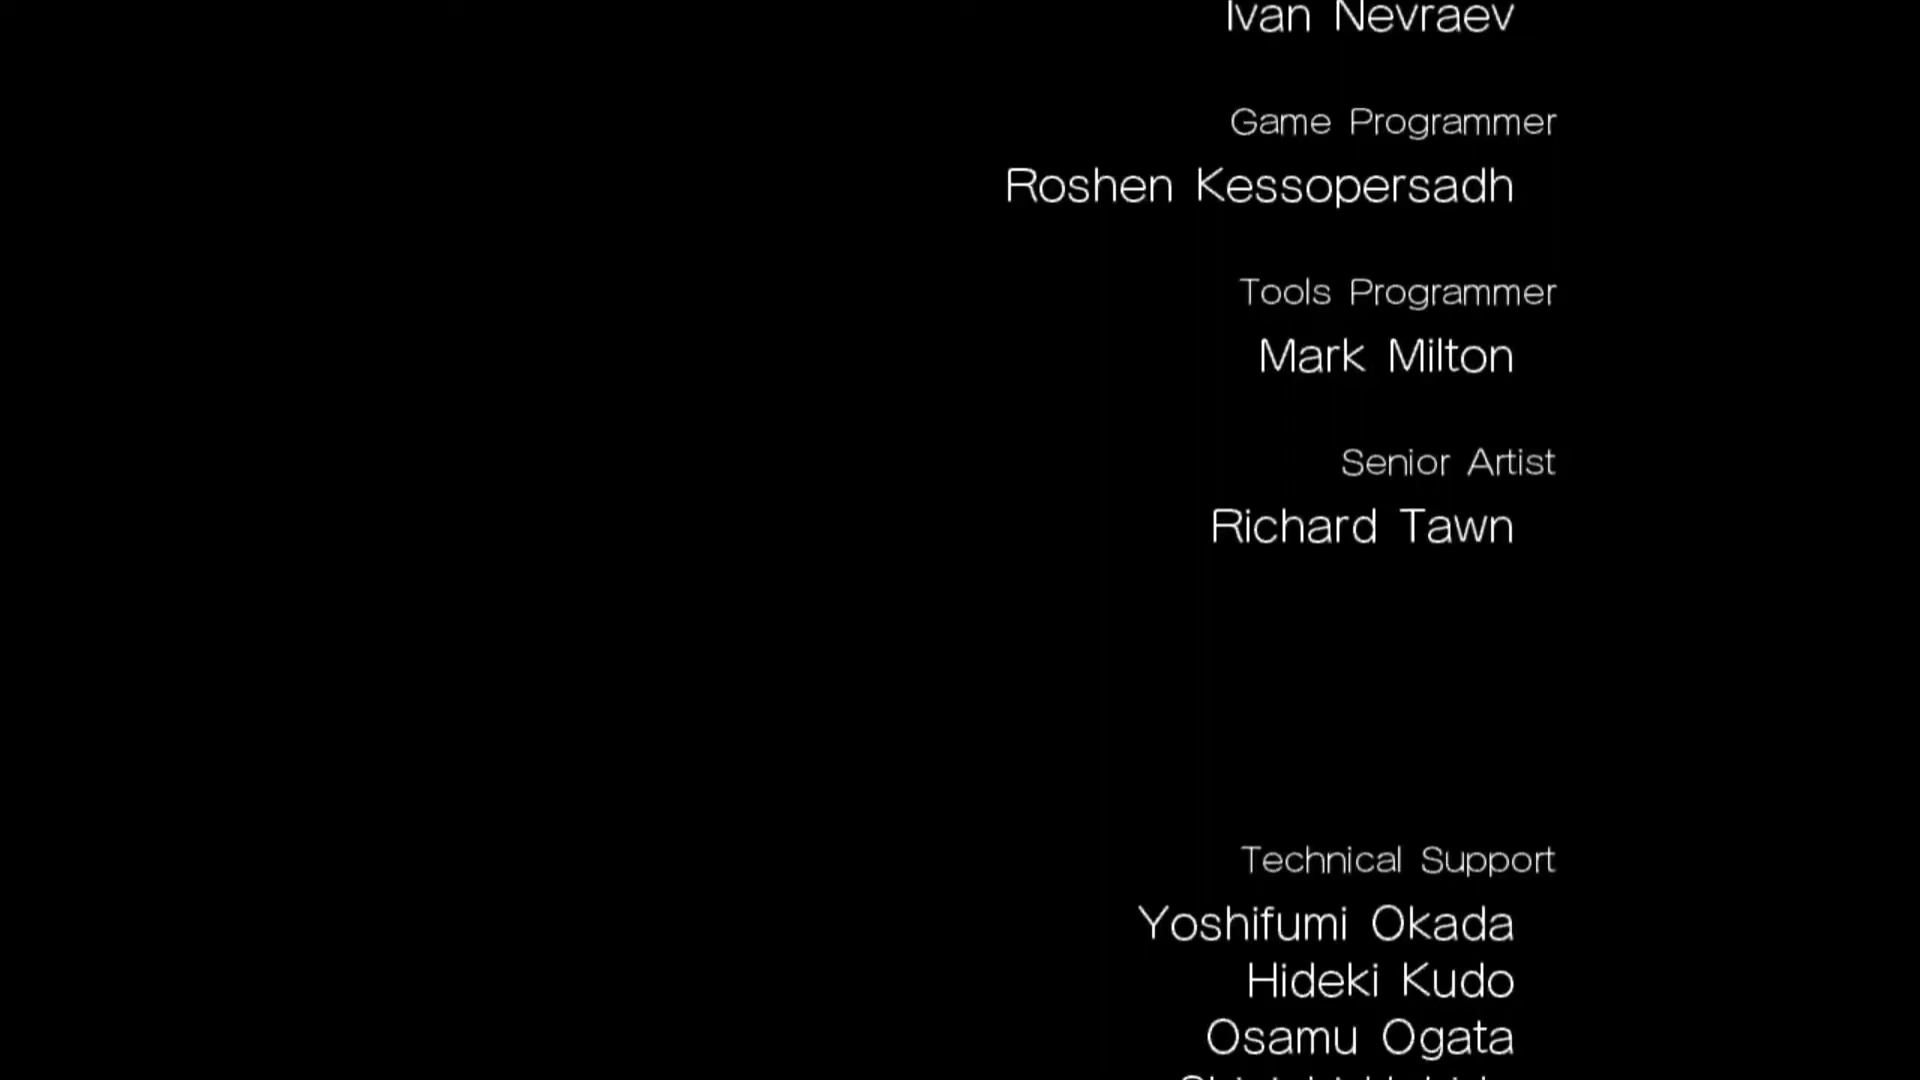 Ivan Nevraev
Game Programmer
Roshen Kessopersadh
Tools Programmer
Mark Milton
Senior Artist
Richard Tawn
Technical Support
Yoshifumi Okada
Hideki Kudo
Osamu Ogata